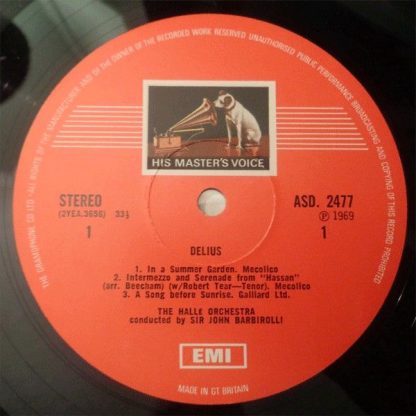 THE GRAMOPHONE CO LTD. · ALL RIGHTS OF THE MANUFACTURER AND OF THE OWNER OF THE RECORDED WORK RESERVED UNAUTHORISED PUBLIC PERFORMANCE BROADCASTING AND COPYING OF THIS RECORD PROHIBITED
HIS MASTER'S VOICE
STEREO
(2YEA.3656) 33⅓
1
ASD. 2477
Ⓟ 1969
1
DELIUS
1. In a Summer Garden. Mecolico
2. Intermezzo and Serenade from "Hassan"
(arr. Beecham) (w/Robert Tear—Tenor). Mecolico
3. A Song before Sunrise. Galliard Ltd.
THE HALLÉ ORCHESTRA
conducted by SIR JOHN BARBIROLLI
EMI
MADE IN GT BRITAIN